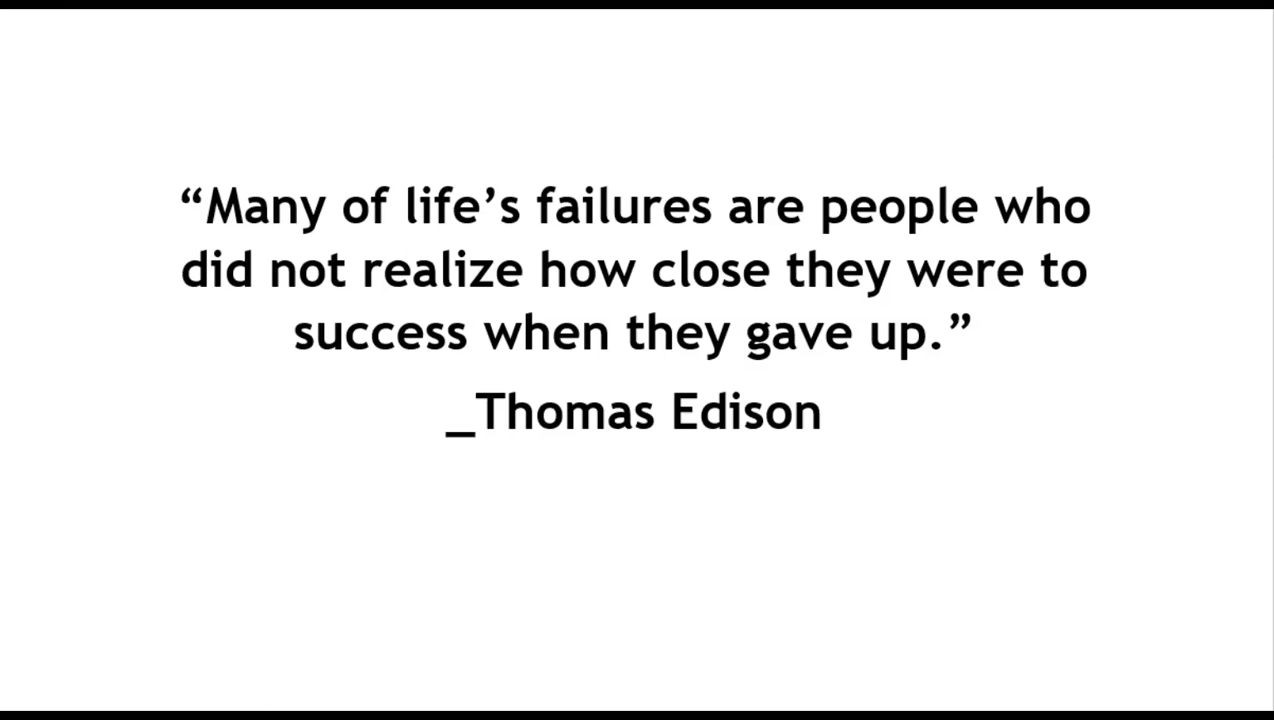 “Many of life’s failures are people who
did not realize how close they were to
success when they gave up.”
_Thomas Edison